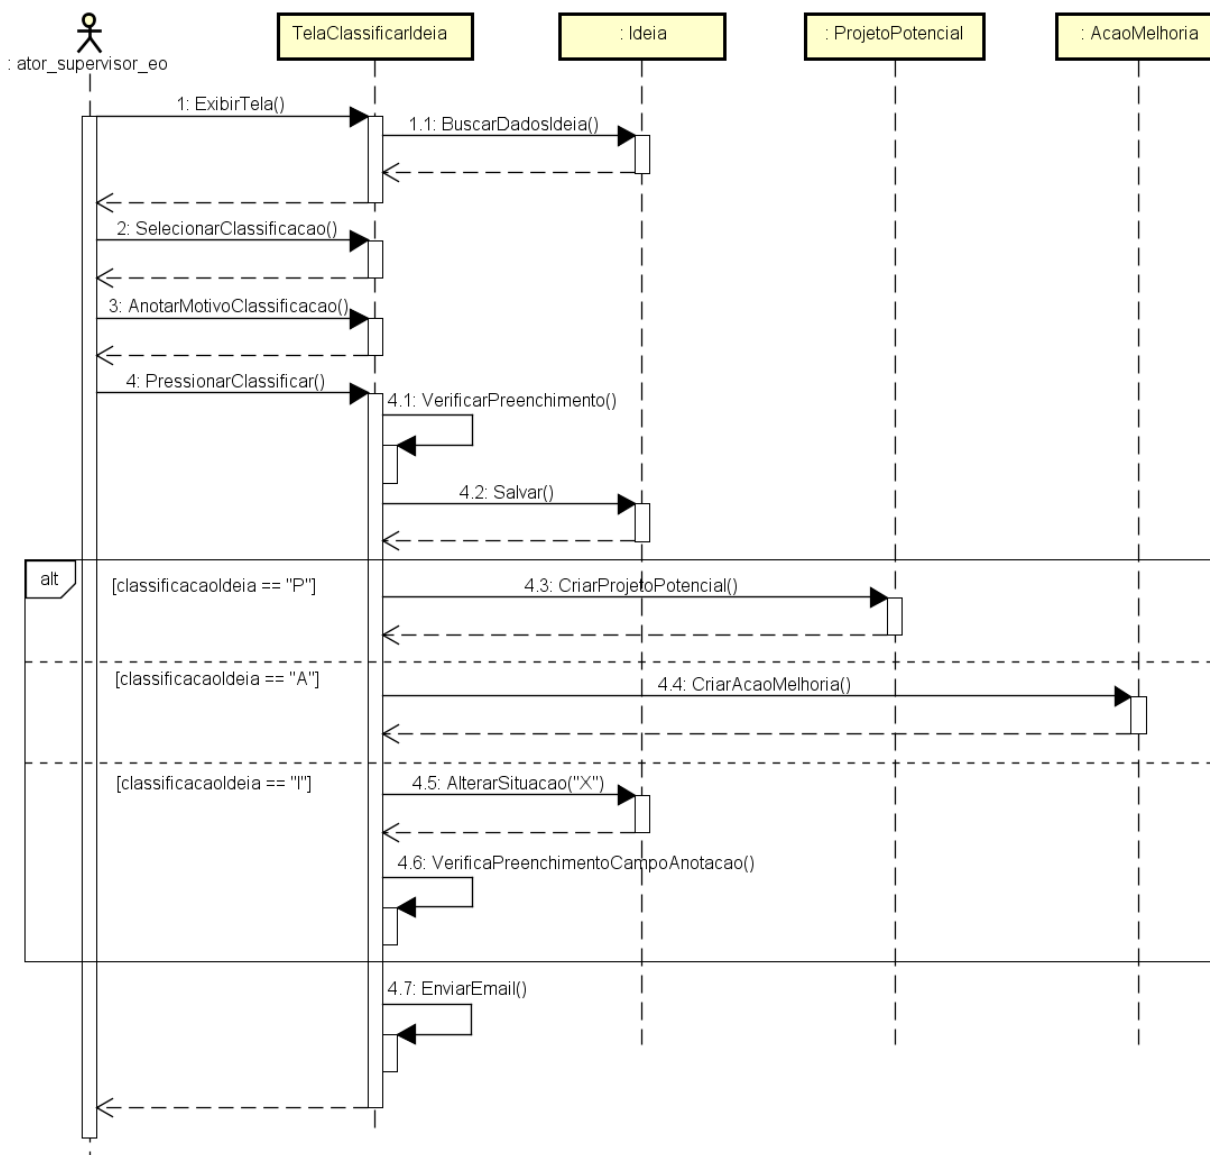 TelaClassificarIdeia
: Ideia
: ProjetoPotencial
: AcaoMelhoria
: ator_supervisor_eo
1: ExibirTela()
1.1: BuscarDadosIdeia()
2: SelecionarClassificacao()
3: AnotarMotivoClassificacao()
4: PressionarClassificar()
4.1: VerificarPreenchimento()
4.2: Salvar()
alt
[classificacaoIdeia == "P"]
4.3: CriarProjetoPotencial()
[classificacaoIdeia == "A"]
4.4: CriarAcaoMelhoria()
[classificacaoIdeia == "I"]
4.5: AlterarSituacao("X")
4.6: VerificaPreenchimentoCampoAnotacao()
4.7: EnviarEmail()